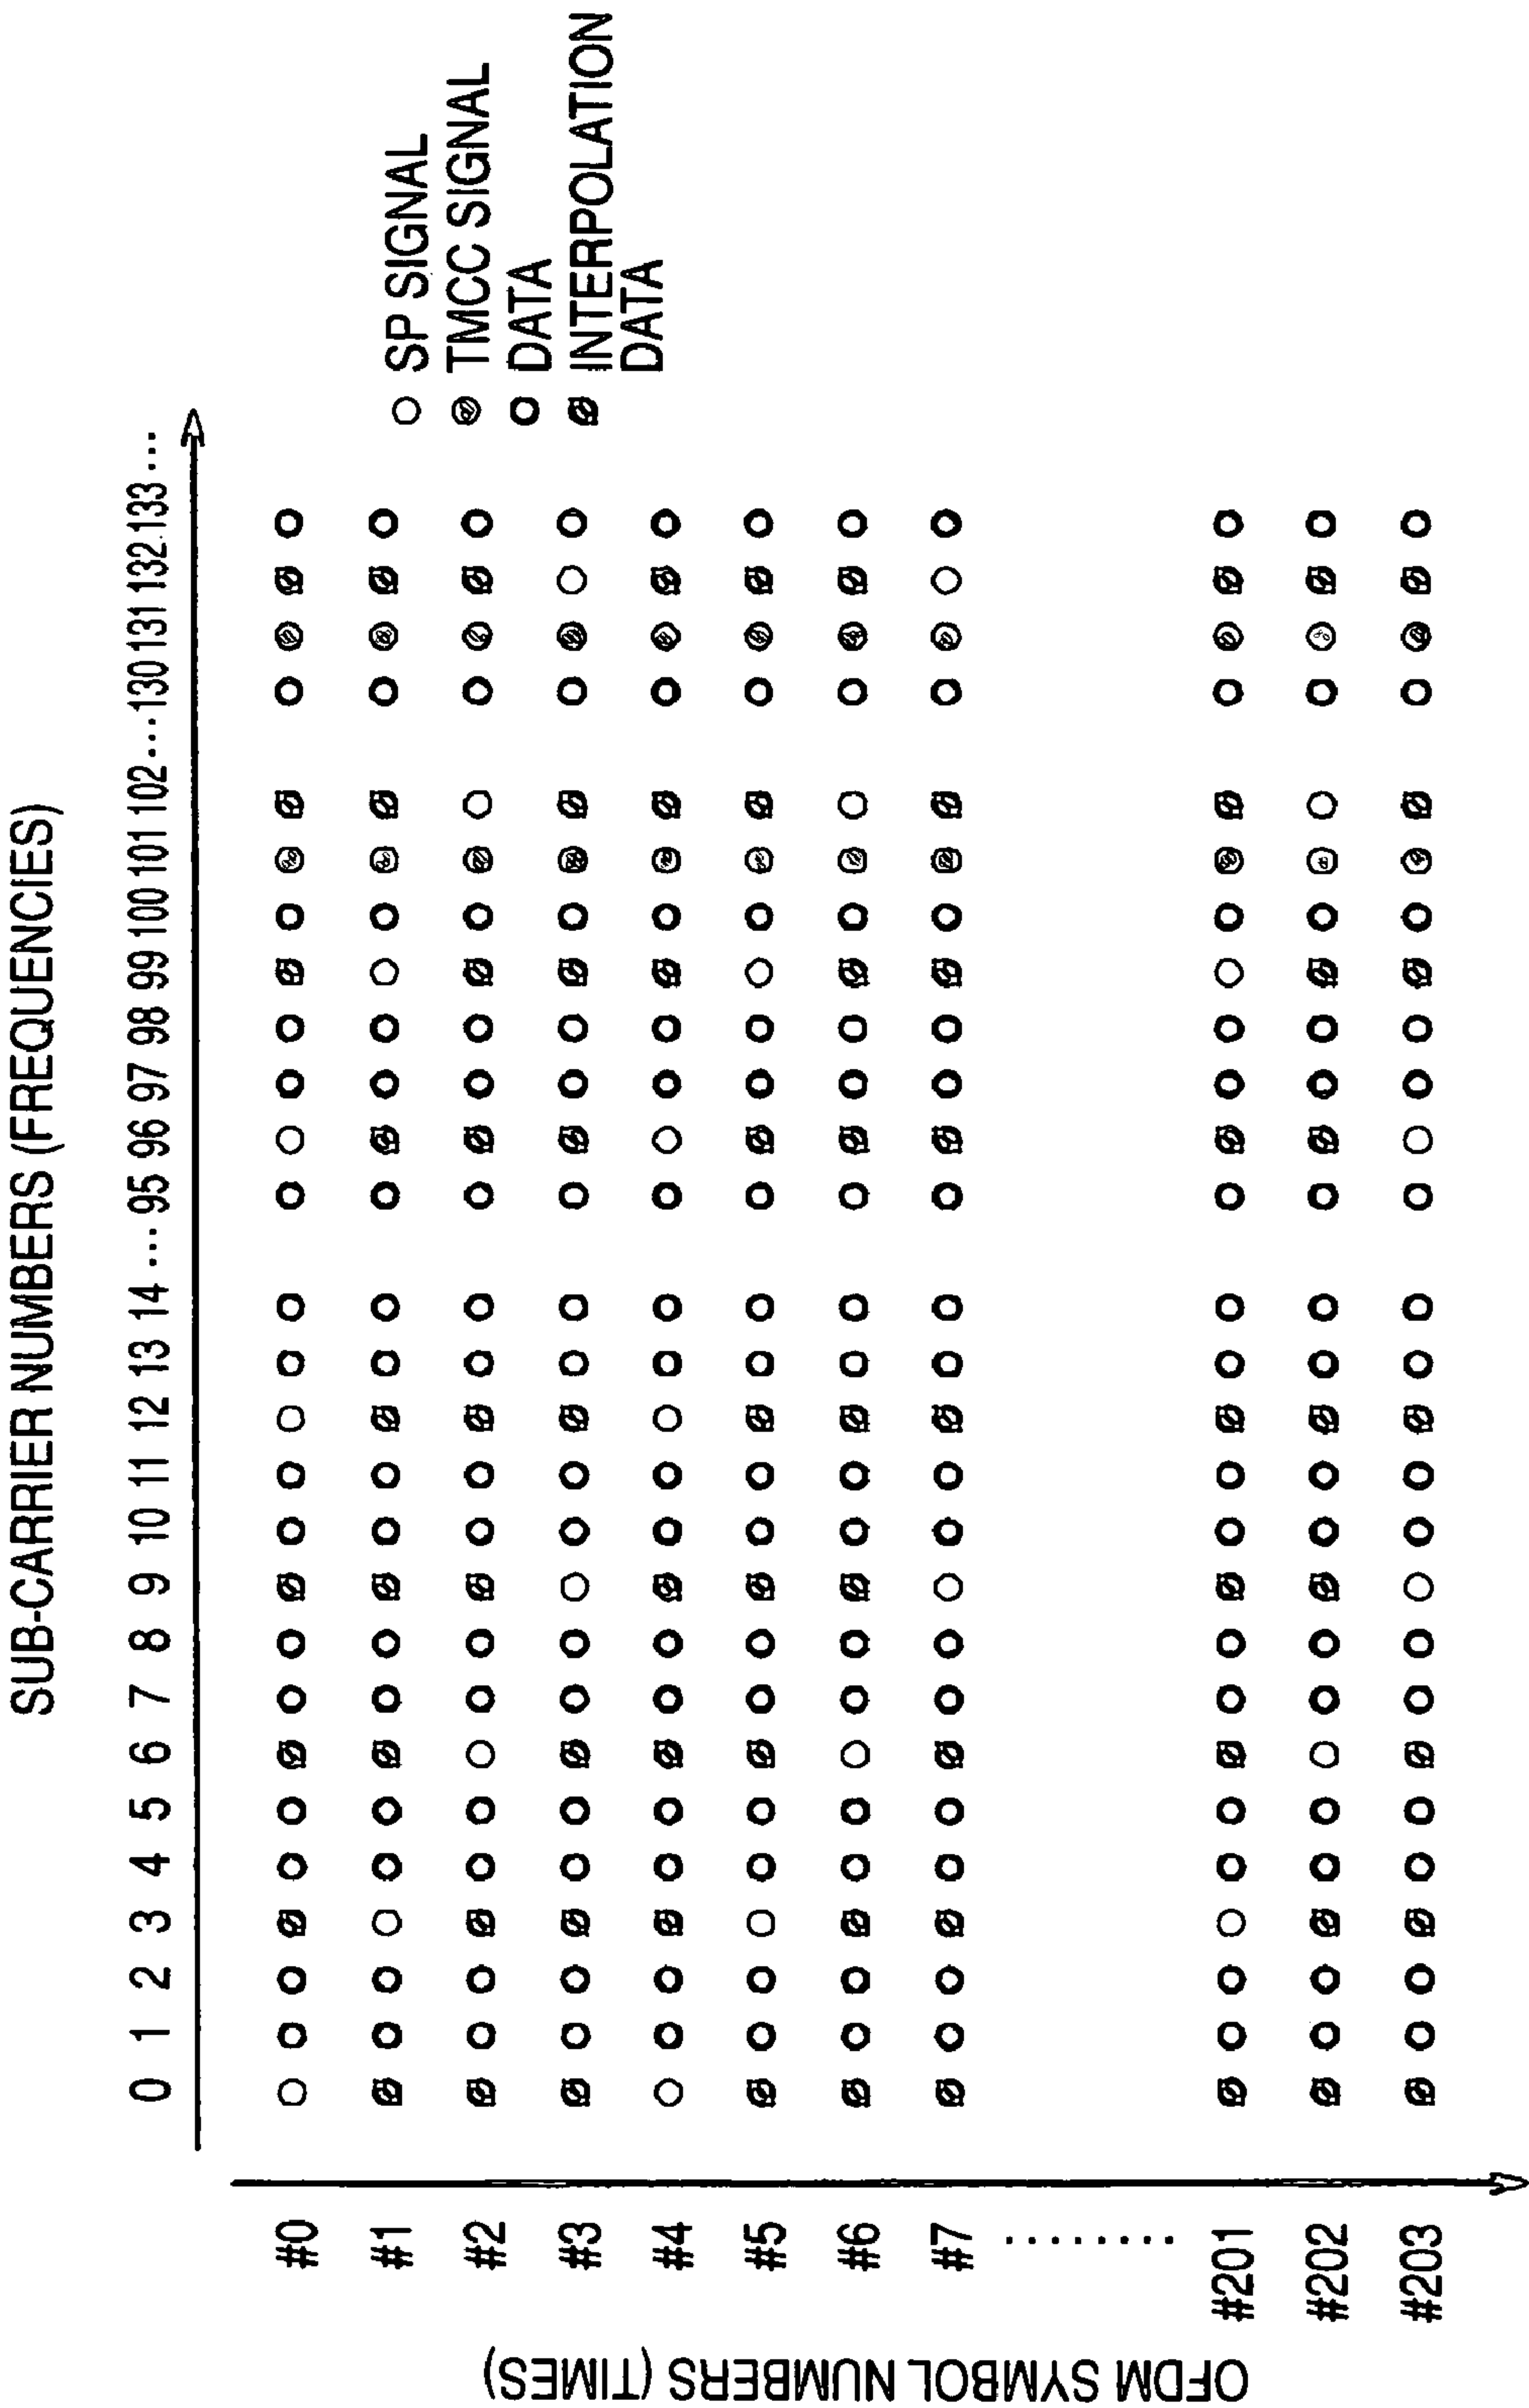 SUB-CARRIER NUMBERS (FREQUENCIES)
0 1 2 3 4 5 6 7 8 9 10 11 12 13 14 ... 95 96 97 98 99 100 101 102 ... 130 131 132 133 ...
OFDM SYMBOL NUMBERS (TIMES)
#0
#1
#2
#3
#4
#5
#6
#7
........
#201
#202
#203
SP SIGNAL
TMCC SIGNAL
DATA
INTERPOLATION
DATA